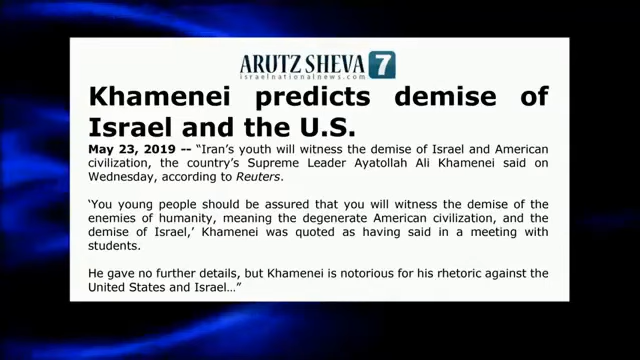 ARUTZ SHEVA 7
israelnationalnews.com
Khamenei predicts demise of
Israel and the U.S.
May 23, 2019 -- “Iran’s youth will witness the demise of Israel and American
civilization, the country’s Supreme Leader Ayatollah Ali Khamenei said on
Wednesday, according to Reuters.
‘You young people should be assured that you will witness the demise of the
enemies of humanity, meaning the degenerate American civilization, and the
demise of Israel,’ Khamenei was quoted as having said in a meeting with
students.
He gave no further details, but Khamenei is notorious for his rhetoric against the
United States and Israel…”